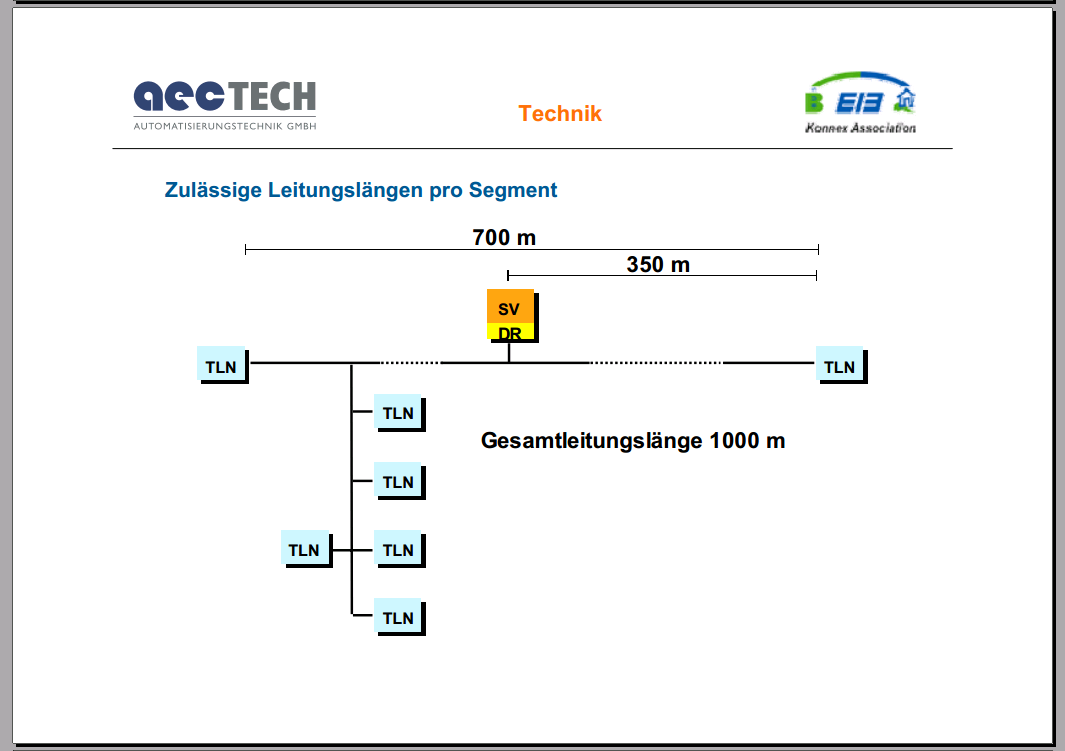 aecTECH
AUTOMATISIERUNGSTECHNIK GMBH
Technik
B EIB
Konnex Association
Zulässige Leitungslängen pro Segment
700 m
350 m
SV
DR
TLN
TLN
TLN
Gesamtleitungslänge 1000 m
TLN
TLN
TLN
TLN